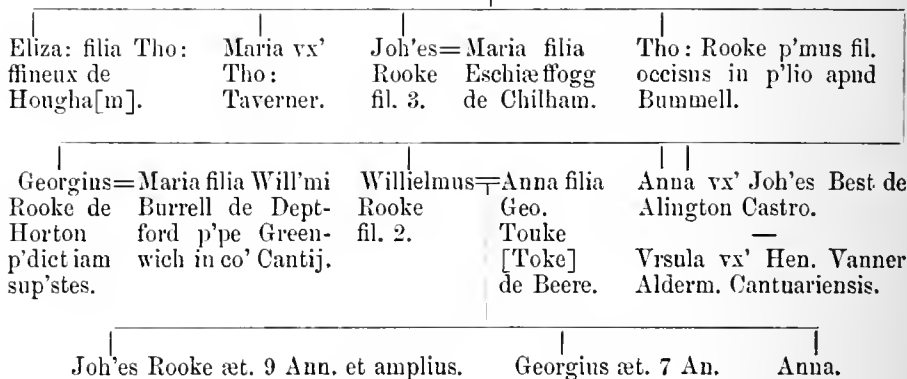 Eliza: filia Tho:
ffineux de
Hougha[m].
Maria vx'
Tho:
Taverner.
Joh'es=Maria filia
Rooke Eschiæ ffogg
fil. 3. de Chilham.
Tho: Rooke p'mus fil.
occisus in p'lio apud
Bummell.
Georgius=Maria filia Will'mi
Rooke de Burrell de Dept-
Horton ford p'pe Green-
p'dict iam wich in co' Cantij.
sup'stes.
Willielmus=Anna filia
Rooke Geo.
fil. 2. Touke
[Toke]
de Beere.
Anna vx' Joh'es Best de
Alington Castro.
—
Vrsula vx' Hen. Vanner
Alderm. Cantuariensis.
Joh'es Rooke æt. 9 Ann. et amplius. Georgius æt. 7 An. Anna.